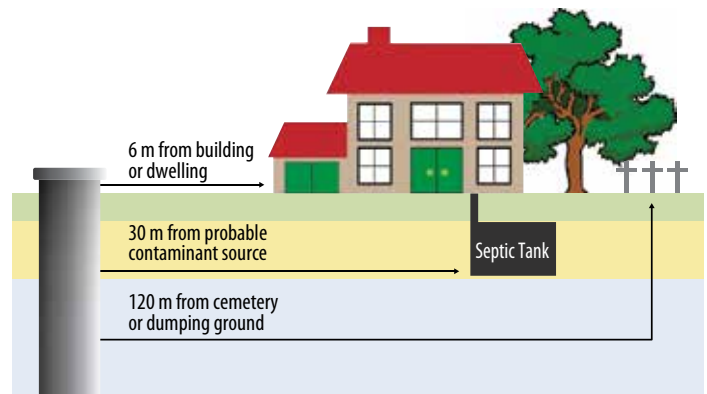 6 m from building
or dwelling
30 m from probable
contaminant source
Septic Tank
120 m from cemetery
or dumping ground